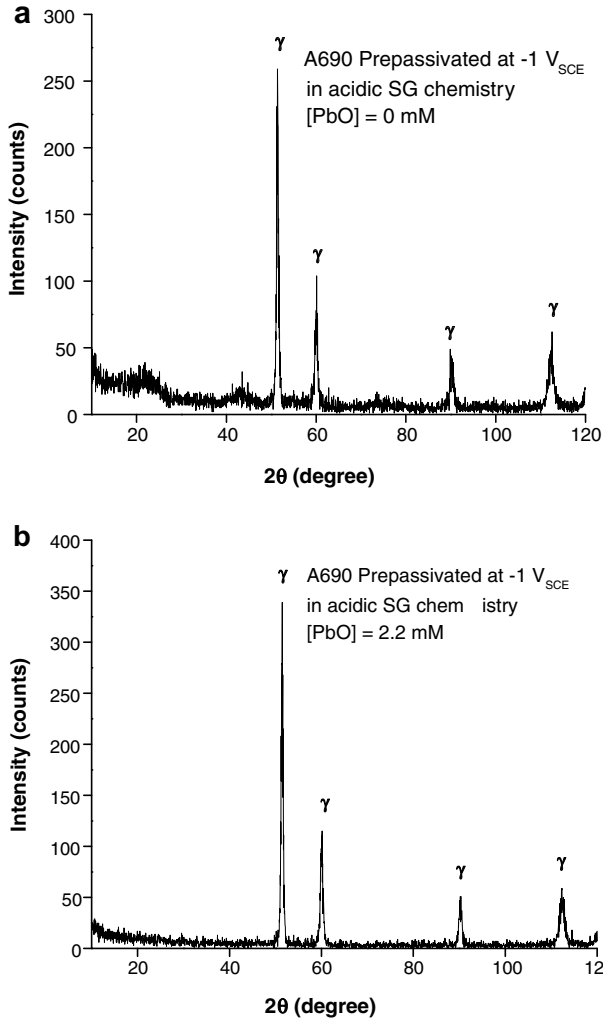 a
300
250
200
150
100
50
0
Intensity (counts)
γ
γ
γ
γ
A690 Prepassivated at -1 V_SCE
in acidic SG chemistry
[PbO] = 0 mM
20 40 60 80 100 120
2θ (degree)
b
400
350
300
250
200
150
100
50
0
Intensity (counts)
γ
γ
γ
γ
A690 Prepassivated at -1 V_SCE
in acidic SG chem istry
[PbO] = 2.2 mM
20 40 60 80 100 120
2θ (degree)